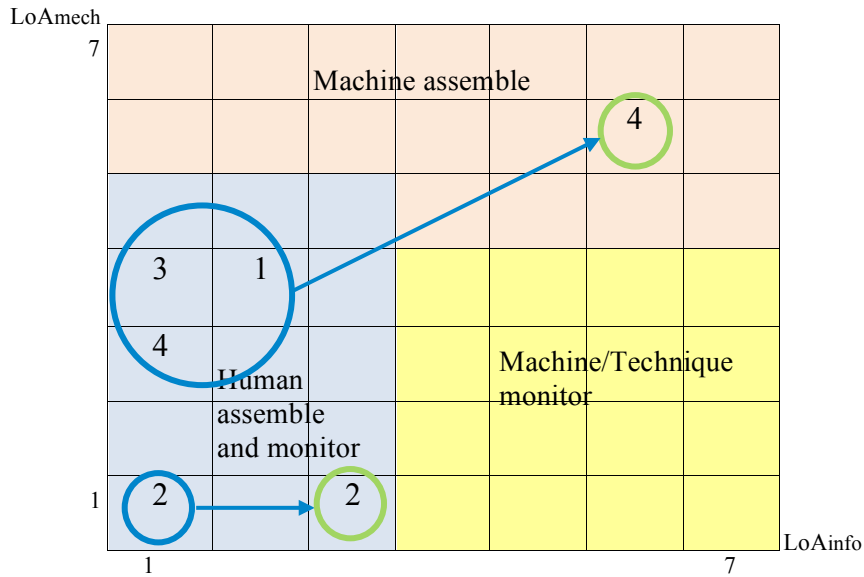 LoAmech
7
Machine assemble
4
3 1
4
Machine/Technique
monitor
Human
assemble
and monitor
1
2 2
LoAinfo
1 7